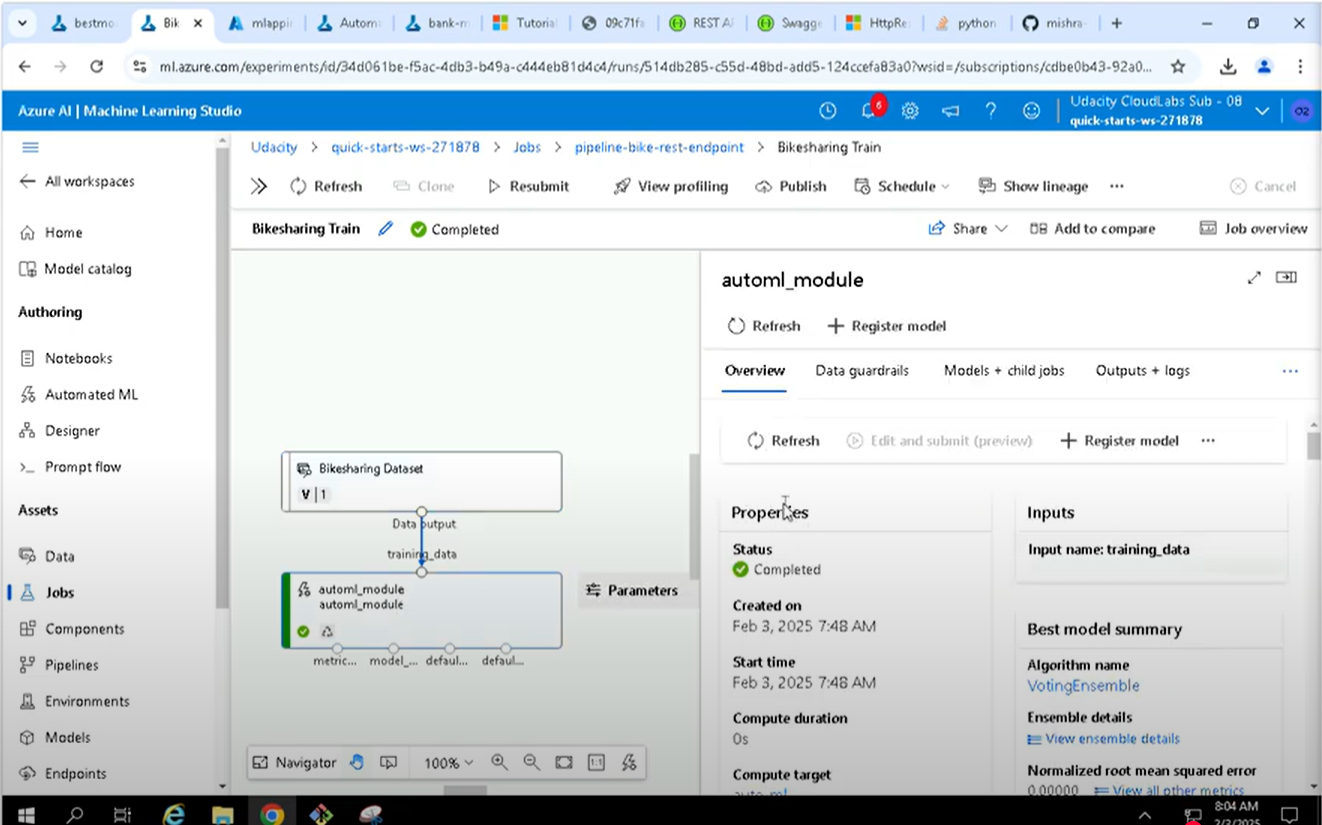 bestmo
Bik
mlappi
Autom
bank-m
Tutoria
09c71f
REST A
Swagg
HttpRe
python
mishra
ml.azure.com/experiments/id/34d061be-f5ac-4db3-b49a-c444eb81d4c4/runs/514db285-c55d-48bd-add5-124ccefa83a0?wsid=/subscriptions/cdbe0b43-92a0...
Azure AI | Machine Learning Studio
6
Udacity CloudLabs Sub - 08
quick-starts-ws-271878
OZ
All workspaces
Home
Model catalog
Authoring
Notebooks
Automated ML
Designer
Prompt flow
Assets
Data
Jobs
Components
Pipelines
Environments
Models
Endpoints
Udacity > quick-starts-ws-271878 > Jobs > pipeline-bike-rest-endpoint > Bikesharing Train
Refresh Clone Resubmit View profiling Publish Schedule Show lineage ... Cancel
Bikesharing Train Completed Share Add to compare Job overview
Bikesharing Dataset
V | 1
Data output
training_data
automl_module
automl_module
metric... model_... defaul... defaul...
Parameters
Navigator 100% 1:1
automl_module
Refresh + Register model
Overview Data guardrails Models + child jobs Outputs + logs ...
Refresh Edit and submit (preview) + Register model ...
Properties
Status
Completed
Created on
Feb 3, 2025 7:48 AM
Start time
Feb 3, 2025 7:48 AM
Compute duration
0s
Compute target
Inputs
Input name: training_data
Best model summary
Algorithm name
VotingEnsemble
Ensemble details
View ensemble details
Normalized root mean squared error
0.00000 View all other metrics
8:04 AM
2/3/2025